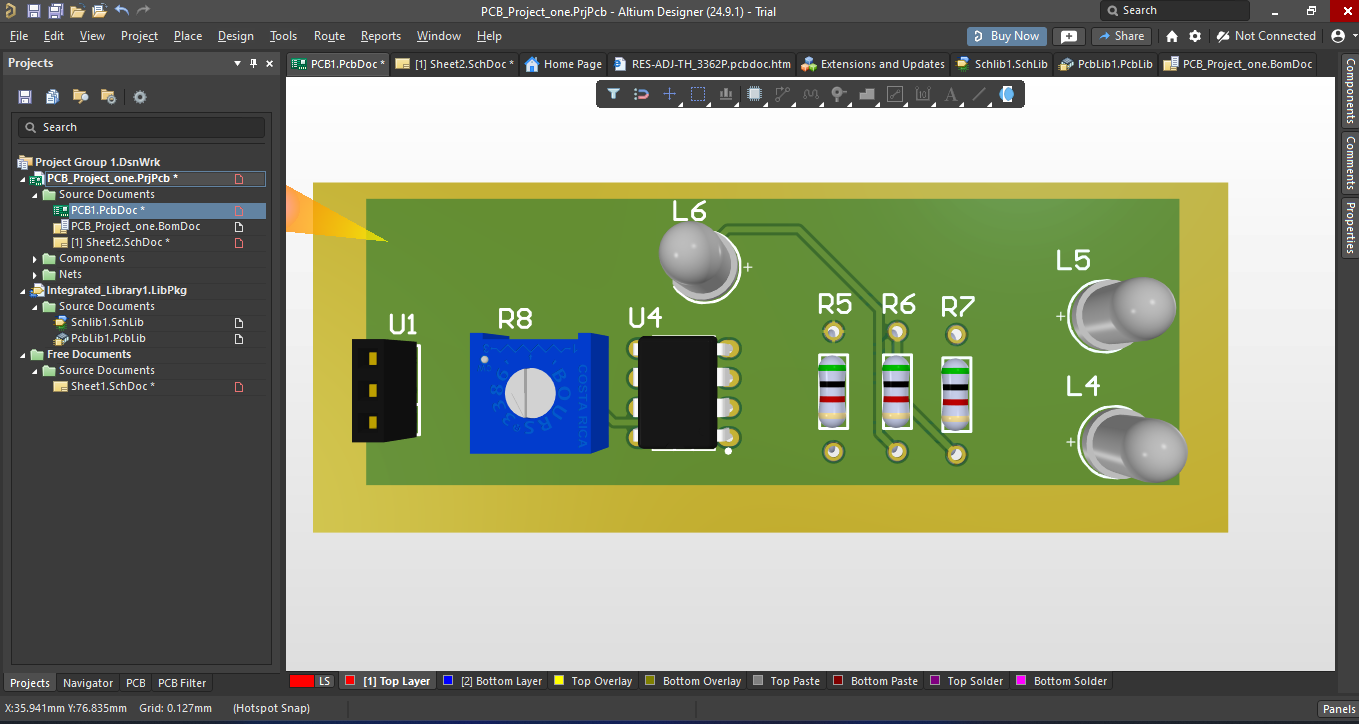 PCB_Project_one.PrjPcb - Altium Designer (24.9.1) - Trial
Search
File Edit View Project Place Design Tools Route Reports Window Help
Buy Now
Share
Not Connected
Projects
PCB1.PcbDoc *
[1] Sheet2.SchDoc *
Home Page
RES-ADJ-TH_3362P.pcbdoc.htm
Extensions and Updates
Schlib1.SchLib
PcbLib1.PcbLib
PCB_Project_one.BomDoc
Search
Project Group 1.DsnWrk
PCB_Project_one.PrjPcb *
Source Documents
PCB1.PcbDoc *
PCB_Project_one.BomDoc
[1] Sheet2.SchDoc *
Components
Nets
Integrated_Library1.LibPkg
Source Documents
Schlib1.SchLib
PcbLib1.PcbLib
Free Documents
Source Documents
Sheet1.SchDoc *
Components
Comments
Properties
L6
+
L5
+
R5 R6 R7
U1 R8 U4
BOURNS
COSTA RICA
L4
+
Projects Navigator PCB PCB Filter
LS [1] Top Layer [2] Bottom Layer Top Overlay Bottom Overlay Top Paste Bottom Paste Top Solder Bottom Solder
X:35.941mm Y:76.835mm Grid: 0.127mm (Hotspot Snap)
Panels